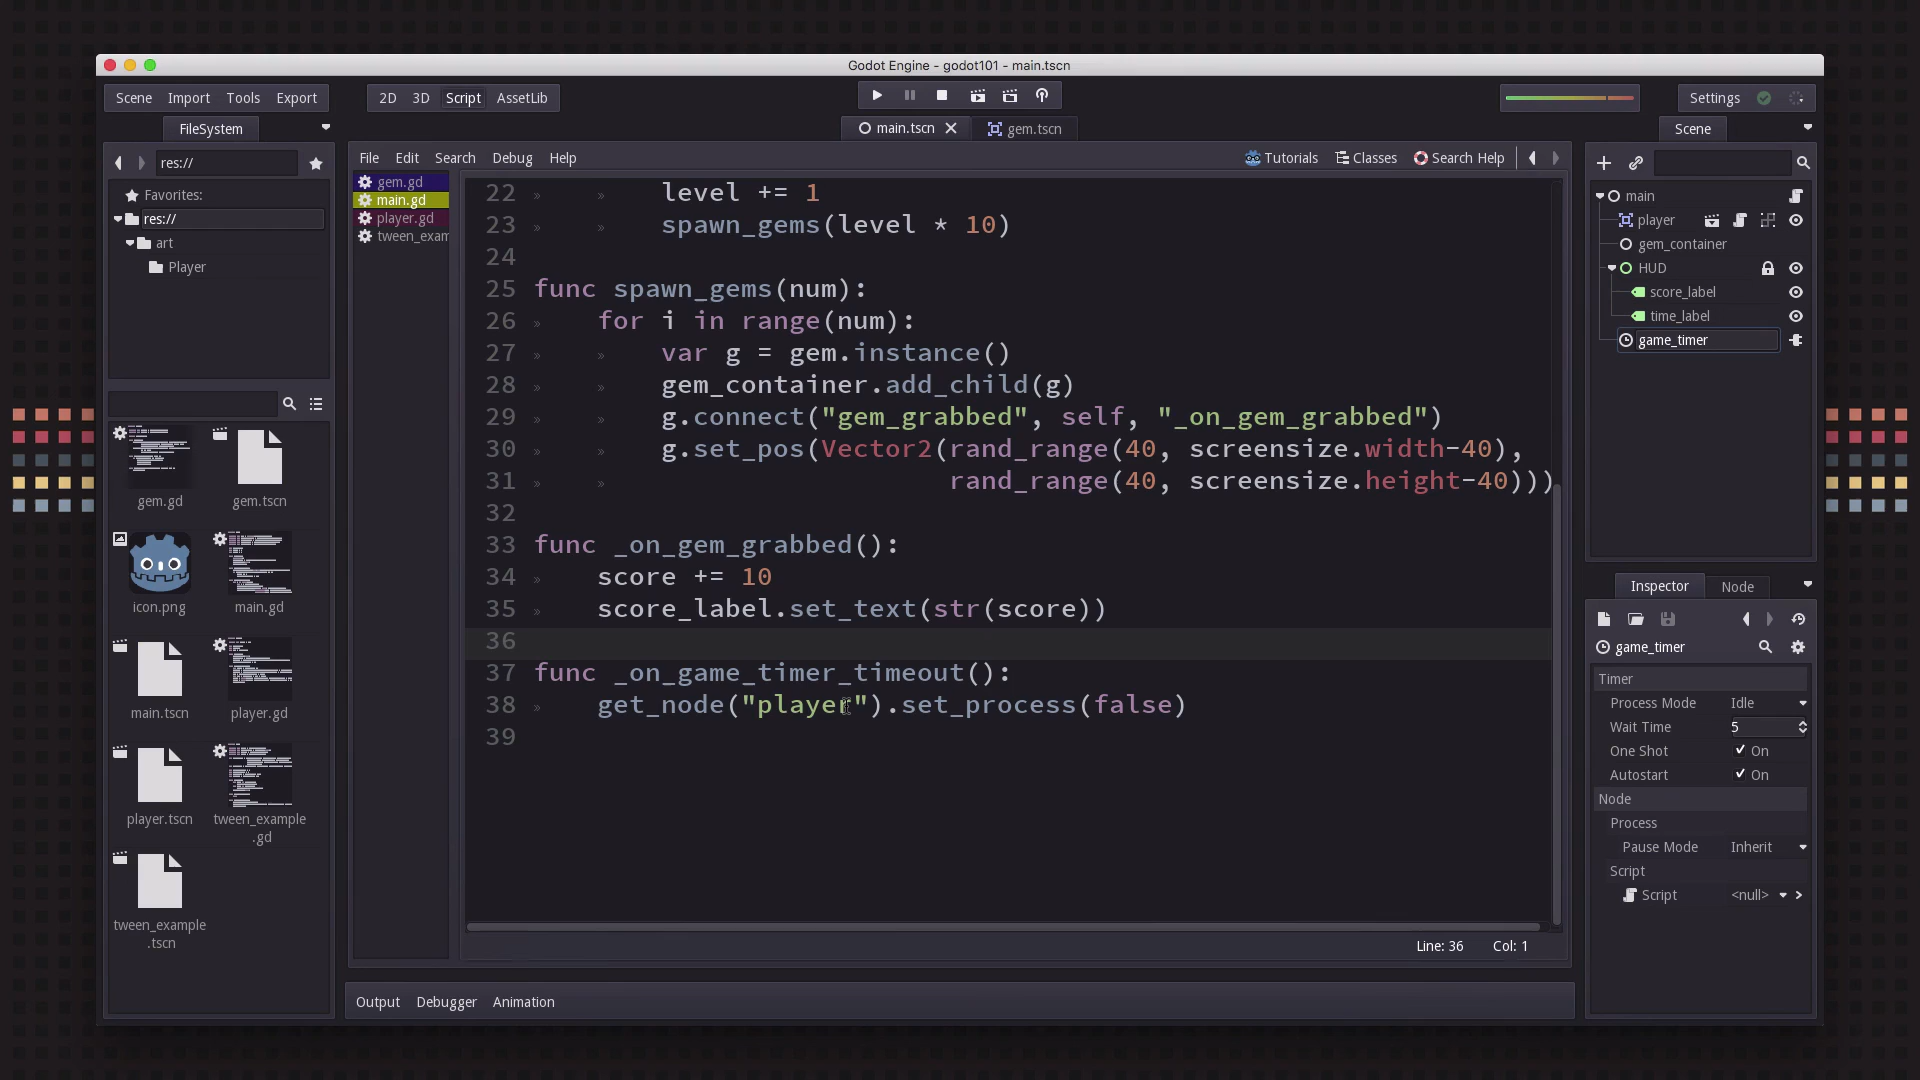 Godot Engine - godot101 - main.tscn
Scene Import Tools Export
2D 3D Script AssetLib
Settings
FileSystem
main.tscn
gem.tscn
Scene
res://
Favorites:
res://
art
Player
gem.gd
gem.tscn
icon.png
main.gd
main.tscn
player.gd
player.tscn
tween_example
.gd
tween_example
.tscn
File Edit Search Debug Help
Tutorials Classes Search Help
gem.gd
main.gd
player.gd
tween_exam
22 level += 1
23 spawn_gems(level * 10)
24
25 func spawn_gems(num):
26 for i in range(num):
27 var g = gem.instance()
28 gem_container.add_child(g)
29 g.connect("gem_grabbed", self, "_on_gem_grabbed")
30 g.set_pos(Vector2(rand_range(40, screensize.width-40),
31 rand_range(40, screensize.height-40)))
32
33 func _on_gem_grabbed():
34 score += 10
35 score_label.set_text(str(score))
36
37 func _on_game_timer_timeout():
38 get_node("player").set_process(false)
39
Line: 36 Col: 1
Output Debugger Animation
main
player
gem_container
HUD
score_label
time_label
game_timer
Inspector Node
game_timer
Timer
Process Mode Idle
Wait Time 5
One Shot On
Autostart On
Node
Process
Pause Mode Inherit
Script
Script <null>